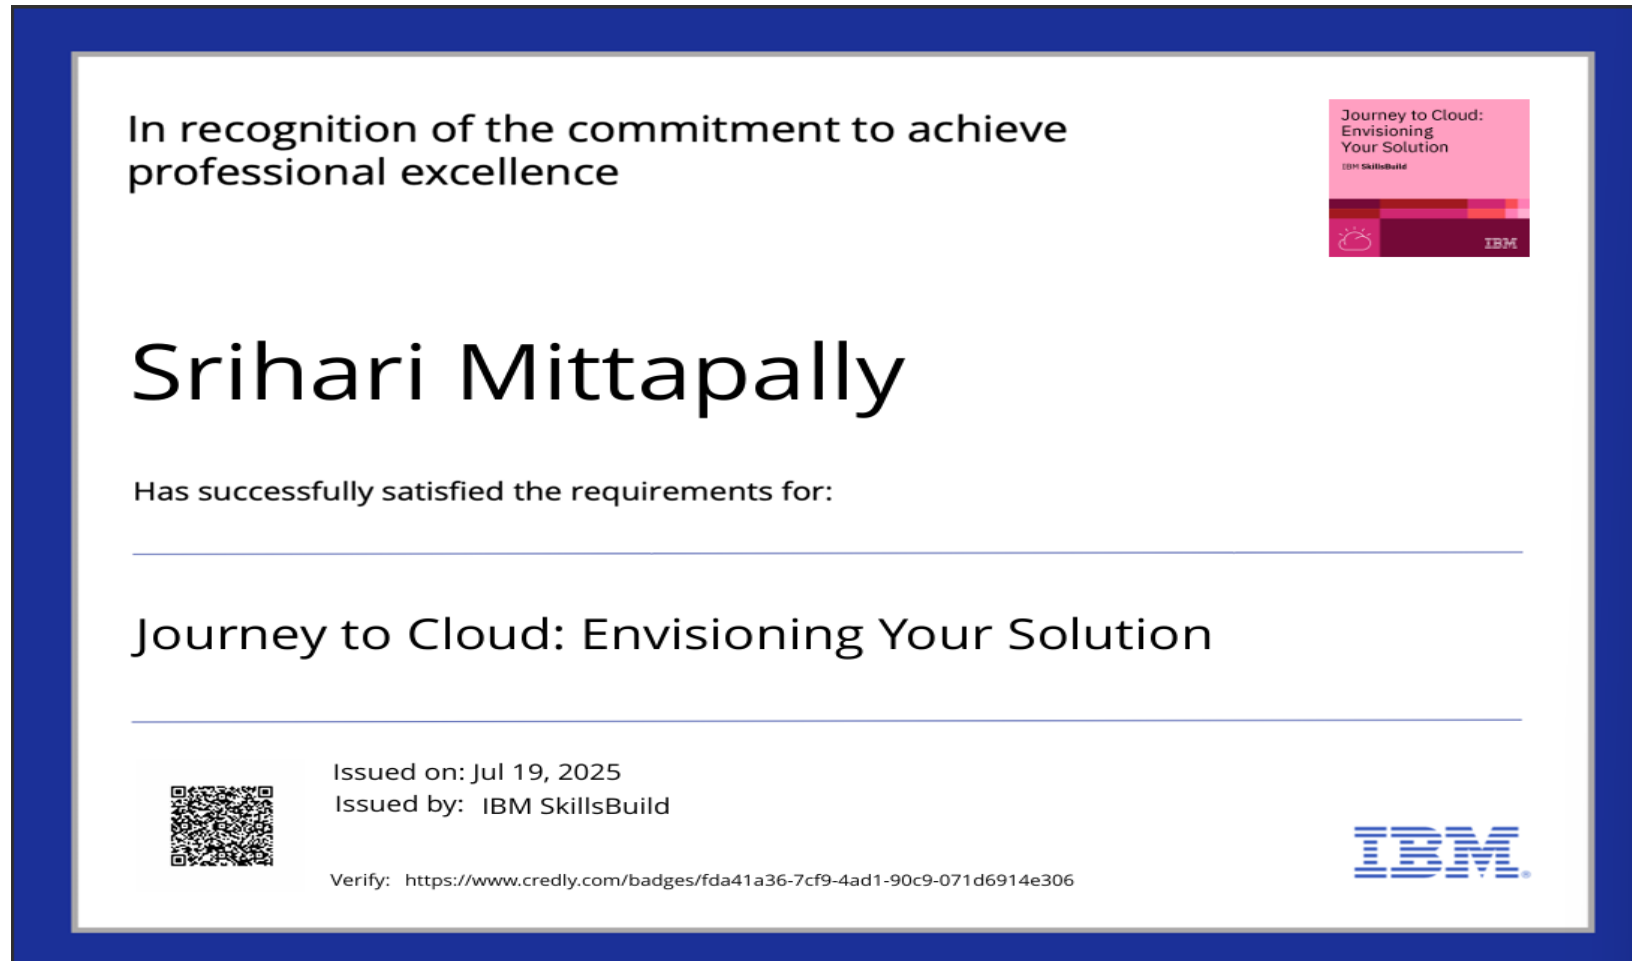 In recognition of the commitment to achieve
professional excellence
Journey to Cloud:
Envisioning
Your Solution
IBM SkillsBuild
IBM
Srihari Mittapally
Has successfully satisfied the requirements for:
Journey to Cloud: Envisioning Your Solution
Issued on: Jul 19, 2025
Issued by: IBM SkillsBuild
Verify: https://www.credly.com/badges/fda41a36-7cf9-4ad1-90c9-071d6914e306
IBM®